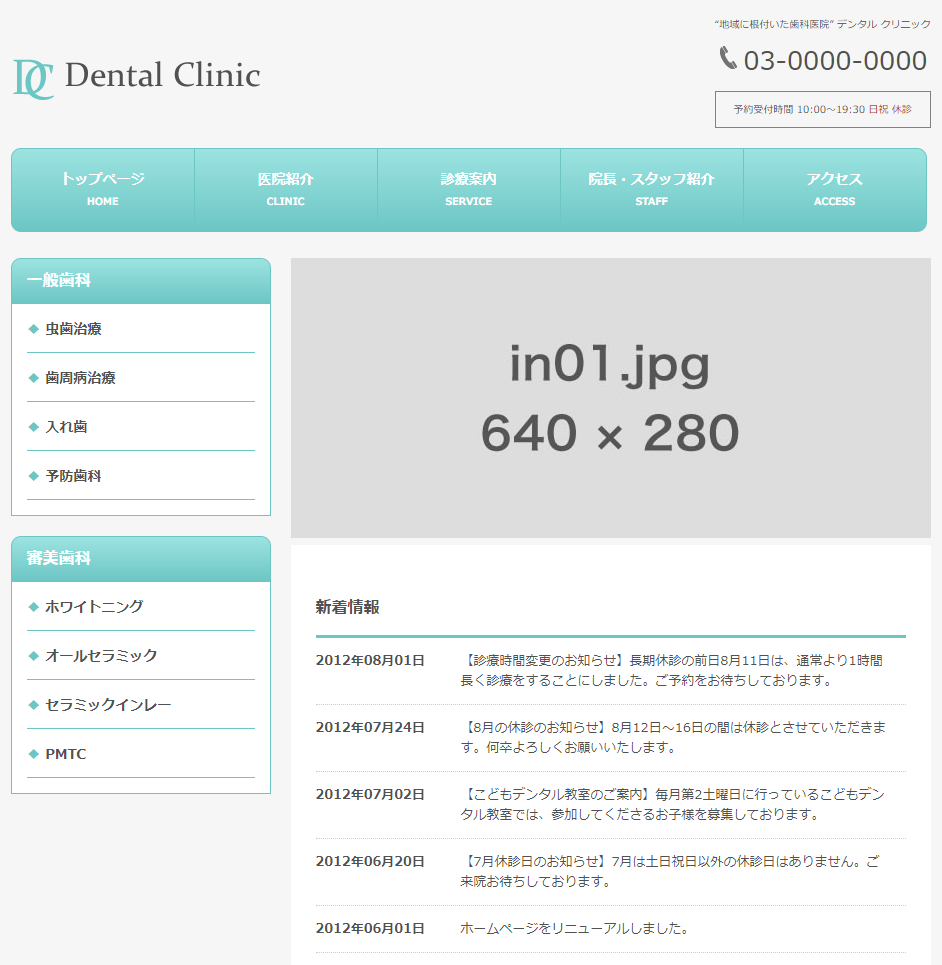 “地域に根付いた歯科医院” デンタル クリニック
DC Dental Clinic
03-0000-0000
予約受付時間 10:00～19:30 日祝 休診
トップページ 医院紹介 診療案内 院長・スタッフ紹介 アクセス
HOME CLINIC SERVICE STAFF ACCESS
一般歯科
虫歯治療
歯周病治療
入れ歯
予防歯科
審美歯科
ホワイトニング
オールセラミック
セラミックインレー
PMTC
in01.jpg
640 × 280
新着情報
2012年08月01日 【診療時間変更のお知らせ】長期休診の前日8月11日は、通常より1時間
長く診療をすることにしました。ご予約をお待ちしております。
2012年07月24日 【8月の休診のお知らせ】8月12日～16日の間は休診とさせていただきま
す。何卒よろしくお願いいたします。
2012年07月02日 【こどもデンタル教室のご案内】毎月第2土曜日に行っているこどもデン
タル教室では、参加してくださるお子様を募集しております。
2012年06月20日 【7月休診日のお知らせ】7月は土日祝日以外の休診日はありません。ご
来院お待ちしております。
2012年06月01日 ホームページをリニューアルしました。